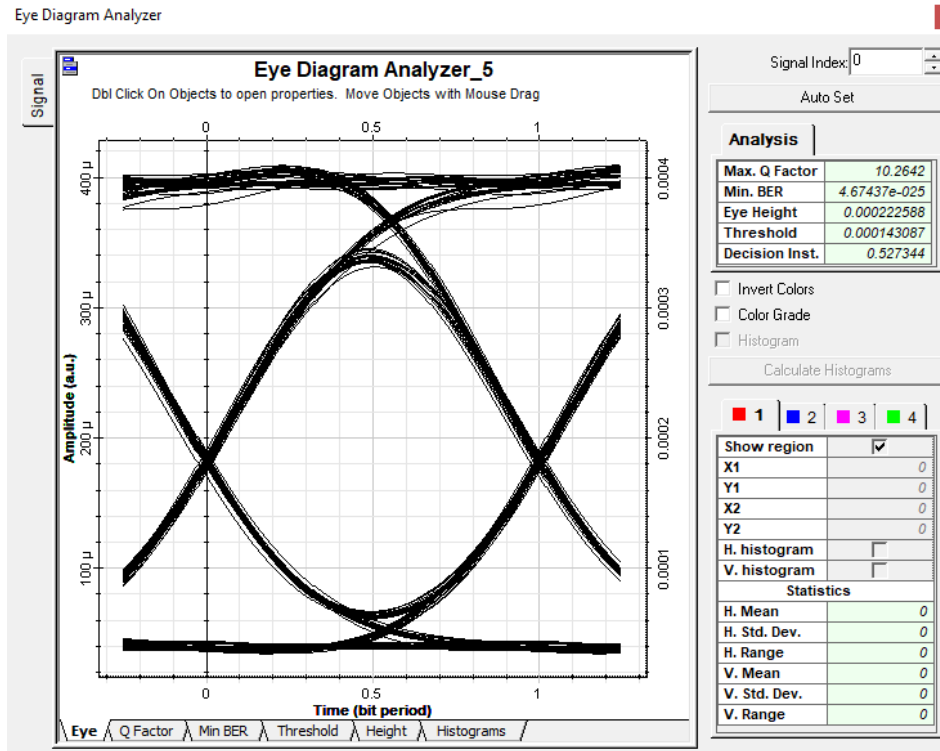 Eye Diagram Analyzer
Signal
Eye Diagram Analyzer_5
Dbl Click On Objects to open properties. Move Objects with Mouse Drag
0 0.5 1
400 µ
300 µ
200 µ
100 µ
Amplitude (a.u.)
0.0004
0.0003
0.0002
0.0001
0 0.5 1
Time (bit period)
Eye Q Factor Min BER Threshold Height Histograms
Signal Index: 0
Auto Set
Analysis
Max. Q Factor 10.2642
Min. BER 4.67437e-025
Eye Height 0.000222588
Threshold 0.000143087
Decision Inst. 0.527344
Invert Colors
Color Grade
Histogram
Calculate Histograms
1 2 3 4
Show region
X1 0
Y1 0
X2 0
Y2 0
H. histogram
V. histogram
Statistics
H. Mean 0
H. Std. Dev. 0
H. Range 0
V. Mean 0
V. Std. Dev. 0
V. Range 0